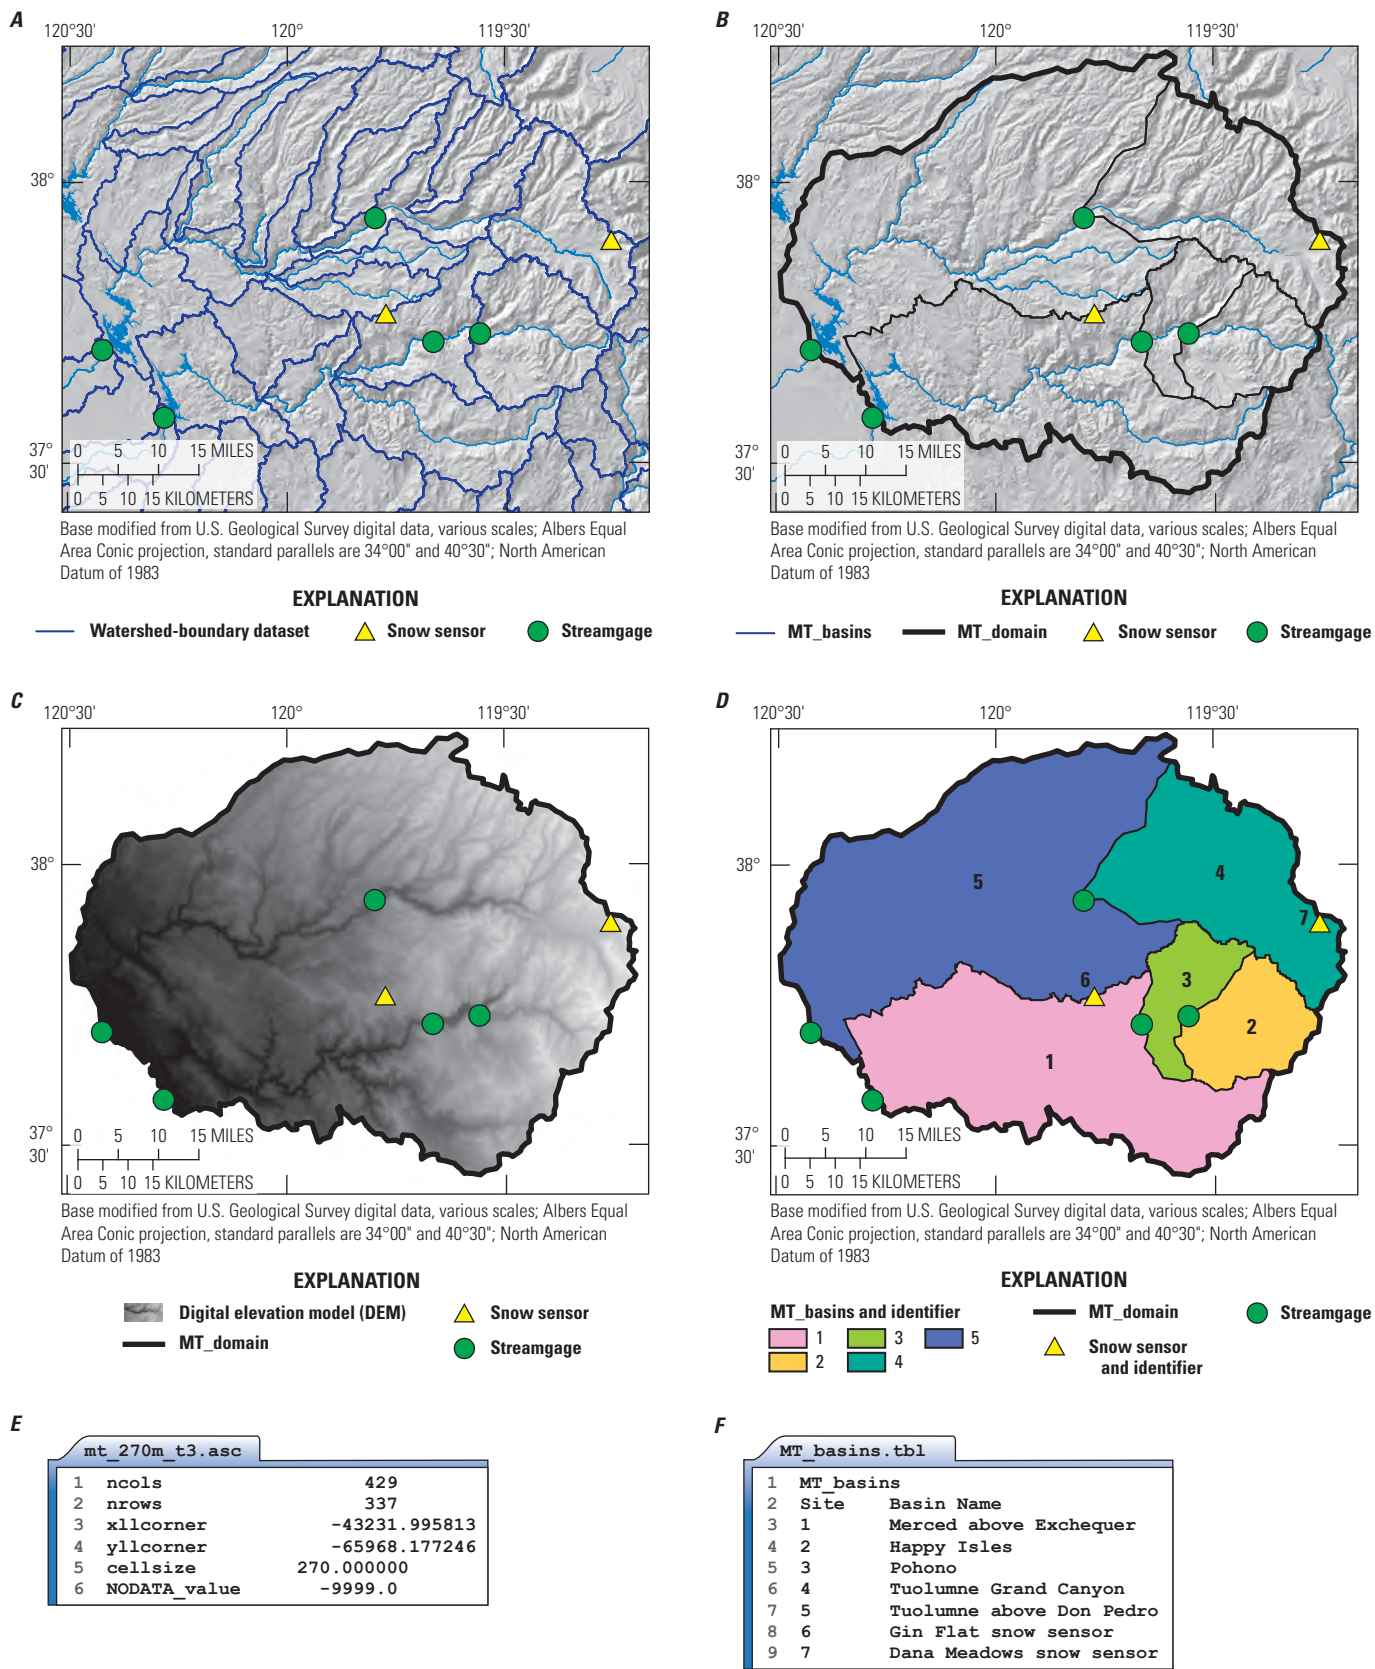 A
120°30'
120°
119°30'
38°
37°
30'
0 5 10 15 MILES
0 5 10 15 KILOMETERS
Base modified from U.S. Geological Survey digital data, various scales; Albers Equal
Area Conic projection, standard parallels are 34°00" and 40°30"; North American
Datum of 1983
EXPLANATION
Watershed-boundary dataset
Snow sensor
Streamgage
B
120°30'
120°
119°30'
38°
37°
30'
0 5 10 15 MILES
0 5 10 15 KILOMETERS
Base modified from U.S. Geological Survey digital data, various scales; Albers Equal
Area Conic projection, standard parallels are 34°00" and 40°30"; North American
Datum of 1983
EXPLANATION
MT_basins
MT_domain
Snow sensor
Streamgage
C
120°30'
120°
119°30'
38°
37°
30'
0 5 10 15 MILES
0 5 10 15 KILOMETERS
Base modified from U.S. Geological Survey digital data, various scales; Albers Equal
Area Conic projection, standard parallels are 34°00" and 40°30"; North American
Datum of 1983
EXPLANATION
Digital elevation model (DEM)
MT_domain
Snow sensor
Streamgage
D
120°30'
120°
119°30'
38°
4
5
7
3
6
2
1
37°
30'
0 5 10 15 MILES
0 5 10 15 KILOMETERS
Base modified from U.S. Geological Survey digital data, various scales; Albers Equal
Area Conic projection, standard parallels are 34°00" and 40°30"; North American
Datum of 1983
EXPLANATION
MT_basins and identifier
1 3 5
2 4
MT_domain
Snow sensor
and identifier
Streamgage
E
mt_270m_t3.asc
1 ncols 429
2 nrows 337
3 xllcorner -43231.995813
4 yllcorner -65968.177246
5 cellsize 270.000000
6 NODATA_value -9999.0
F
MT_basins.tbl
1 MT_basins
2 Site Basin Name
3 1 Merced above Exchequer
4 2 Happy Isles
5 3 Pohono
6 4 Tuolumne Grand Canyon
7 5 Tuolumne above Don Pedro
8 6 Gin Flat snow sensor
9 7 Dana Meadows snow sensor